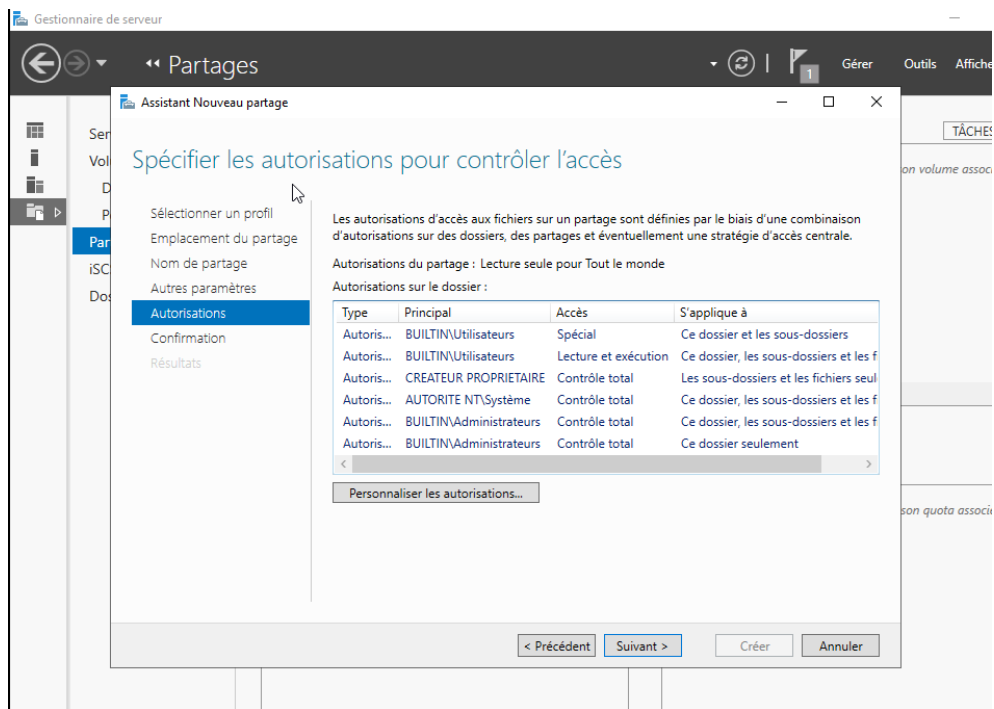 Gestionnaire de serveur
Partages
1
Gérer
Outils
Affiche
Assistant Nouveau partage
TÂCHES
Ser
Vol
D
P
Par
iSC
Dos
on volume associ
Spécifier les autorisations pour contrôler l'accès
Sélectionner un profil
Emplacement du partage
Nom de partage
Autres paramètres
Autorisations
Confirmation
Résultats
Les autorisations d'accès aux fichiers sur un partage sont définies par le biais d'une combinaison
d'autorisations sur des dossiers, des partages et éventuellement une stratégie d'accès centrale.
Autorisations du partage : Lecture seule pour Tout le monde
Autorisations sur le dossier :
Type Principal Accès S'applique à
Autoris... BUILTIN\Utilisateurs Spécial Ce dossier et les sous-dossiers
Autoris... BUILTIN\Utilisateurs Lecture et exécution Ce dossier, les sous-dossiers et les f
Autoris... CREATEUR PROPRIETAIRE Contrôle total Les sous-dossiers et les fichiers seul
Autoris... AUTORITE NT\Système Contrôle total Ce dossier, les sous-dossiers et les f
Autoris... BUILTIN\Administrateurs Contrôle total Ce dossier, les sous-dossiers et les f
Autoris... BUILTIN\Administrateurs Contrôle total Ce dossier seulement
Personnaliser les autorisations...
son quota associé
< Précédent
Suivant >
Créer
Annuler